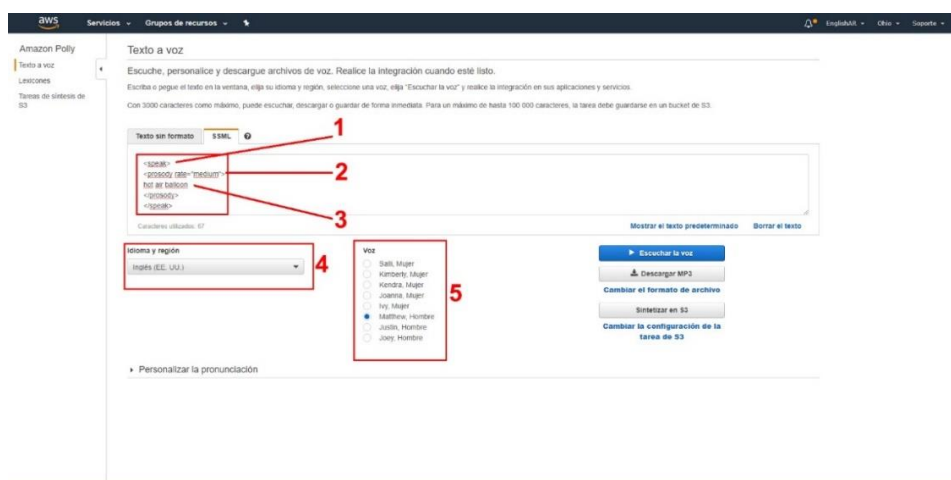 aws Servicios Grupos de recursos EnglishAR Ohio Soporte
Amazon Polly
Texto a voz
Lexicones
Tareas de síntesis de
S3
Texto a voz
Escuche, personalice y descargue archivos de voz. Realice la integración cuando esté listo.
Escriba o pegue el texto en la ventana, elija su idioma y región, seleccione una voz, elija "Escuchar la voz" y realice la integración en sus aplicaciones y servicios.
Con 3000 caracteres como máximo, puede escuchar, descargar o guardar de forma inmediata. Para un máximo de hasta 100 000 caracteres, la tarea debe guardarse en un bucket de S3.
Texto sin formato SSML
1
<speak>
<prosody rate="medium">
2
hot air balloon
</prosody>
</speak>
3
Caracteres utilizados: 67
Mostrar el texto predeterminado Borrar el texto
Idioma y región
Inglés (EE. UU.)
4
Voz
Salli, Mujer
Kimberly, Mujer
Kendra, Mujer
Joanna, Mujer
Ivy, Mujer
Matthew, Hombre
Justin, Hombre
Joey, Hombre
5
Escuchar la voz
Descargar MP3
Cambiar el formato de archivo
Sintetizar en S3
Cambiar la configuración de la
tarea de S3
Personalizar la pronunciación